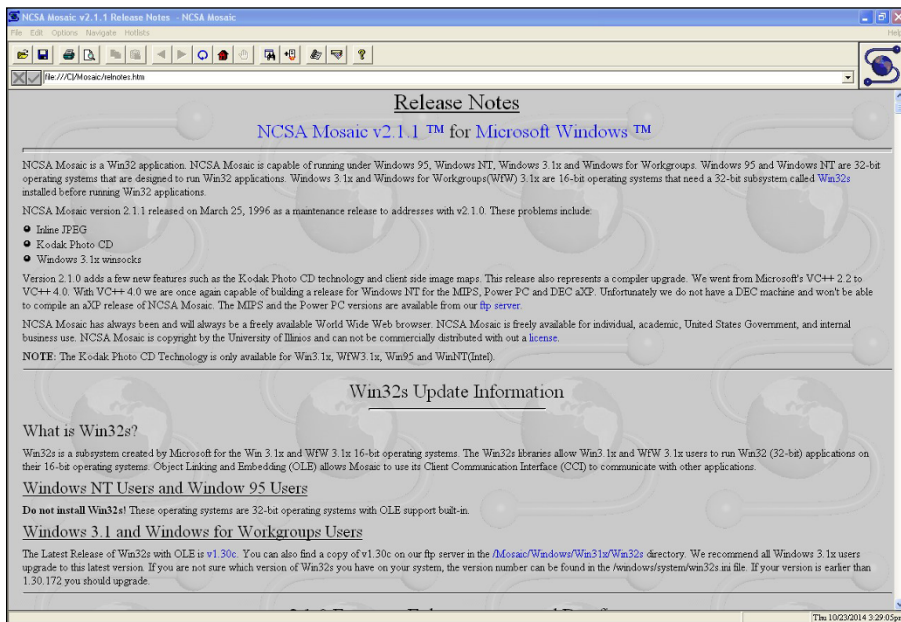 NCSA Mosaic v2.1.1 Release Notes - NCSA Mosaic
File Edit Options Navigate Hotlists Help
file:///C|/Mosaic/relnotes.htm
Release Notes
NCSA Mosaic v2.1.1 ™ for Microsoft Windows ™
NCSA Mosaic is a Win32 application. NCSA Mosaic is capable of running under Windows 95, Windows NT, Windows 3.1x and Windows for Workgroups. Windows 95 and Windows NT are 32-bit
operating systems that are designed to run Win32 applications. Windows 3.1x and Windows for Workgroups(WfW) 3.1x are 16-bit operating systems that need a 32-bit subsystem called Win32s
installed before running Win32 applications.
NCSA Mosaic version 2.1.1 released on March 25, 1996 as a maintenance release to addresses with v2.1.0. These problems include:
Inline JPEG
Kodak Photo CD
Windows 3.1x winsocks
Version 2.1.0 adds a few new features such as the Kodak Photo CD technology and client side image maps. This release also represents a compiler upgrade. We went from Microsoft's VC++ 2.2 to
VC++ 4.0. With VC++ 4.0 we are once again capable of building a release for Windows NT for the MIPS, Power PC and DEC aXP. Unfortunately we do not have a DEC machine and won't be able
to compile an aXP release of NCSA Mosaic. The MIPS and the Power PC versions are available from our ftp server.
NCSA Mosaic has always been and will always be a freely available World Wide Web browser. NCSA Mosaic is freely available for individual, academic, United States Government, and internal
business use. NCSA Mosaic is copyright by the University of Illinios and can not be commercially distributed with out a license.
NOTE: The Kodak Photo CD Technology is only available for Win3.1x, WfW3.1x, Win95 and WinNT(Intel).
Win32s Update Information
What is Win32s?
Win32s is a subsystem created by Microsoft for the Win 3.1x and WfW 3.1x 16-bit operating systems. The Win32s libraries allow Win3.1x and WfW 3.1x users to run Win32 (32-bit) applications on
their 16-bit operating systems. Object Linking and Embedding (OLE) allows Mosaic to use its Client Communication Interface (CCI) to communicate with other applications.
Windows NT Users and Window 95 Users
Do not install Win32s! These operating systems are 32-bit operating systems with OLE support built-in.
Windows 3.1 and Windows for Workgroups Users
The Latest Release of Win32s with OLE is v1.30c. You can also find a copy of v1.30c on our ftp server in the /Mosaic/Windows/Win31x/Win32s directory. We recommend all Windows 3.1x users
upgrade to this latest version. If you are not sure which version of Win32s you have on your system, the version number can be found in the /windows/system/win32s.ini file. If your version is earlier than
1.30.172 you should upgrade.
Thu 10/23/2014 3:29:05pm